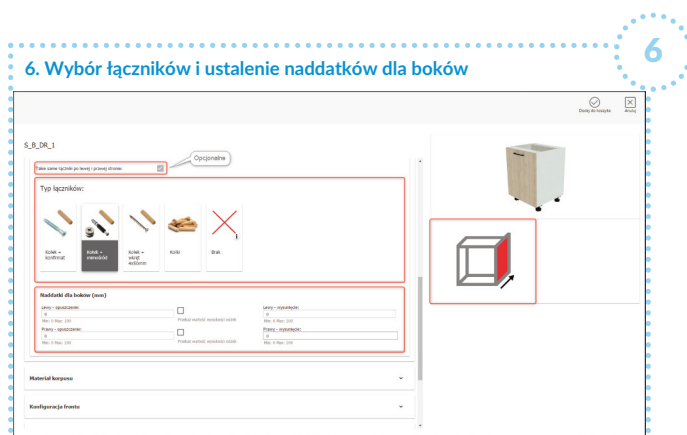 6
6. Wybór łączników i ustalenie naddatków dla boków
Dodaj do koszyka
Anuluj
S_B_DR_1
Takie same łączniki po lewej i prawej stronie:
Opcjonalne
Typ łączników:
Kołek +
konfirmat
Kołek +
mimośród
Kołek +
wkręt
4x60mm
Kołki
Brak
Naddatki dla boków (mm)
Lewy - opuszczenie:
0
Min: 0 Max: 200
Lewy - wysunięcie:
0
Min: 0 Max: 200
Prawy - opuszczenie:
0
Min: 0 Max: 200
Prawy - wysunięcie:
0
Min: 0 Max: 200
Materiał korpusu
Konfiguracja frontu